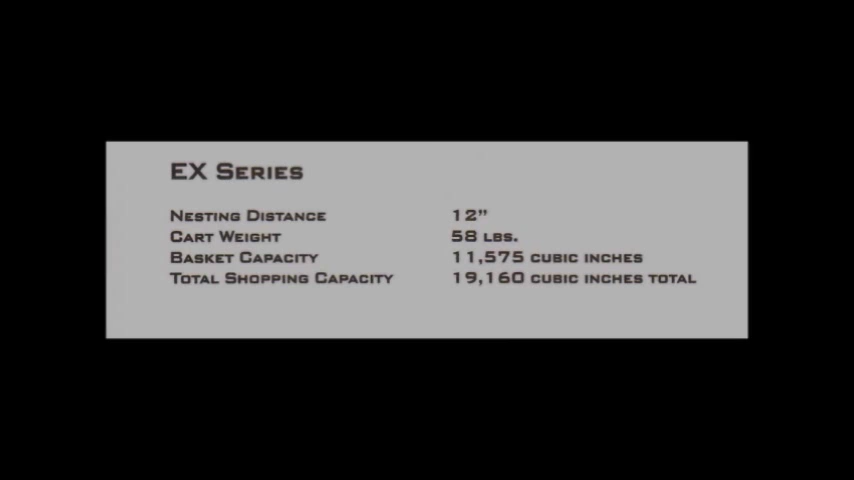 EX Series
Nesting Distance 12”
Cart Weight 58 lbs.
Basket Capacity 11,575 cubic inches
Total Shopping Capacity 19,160 cubic inches total